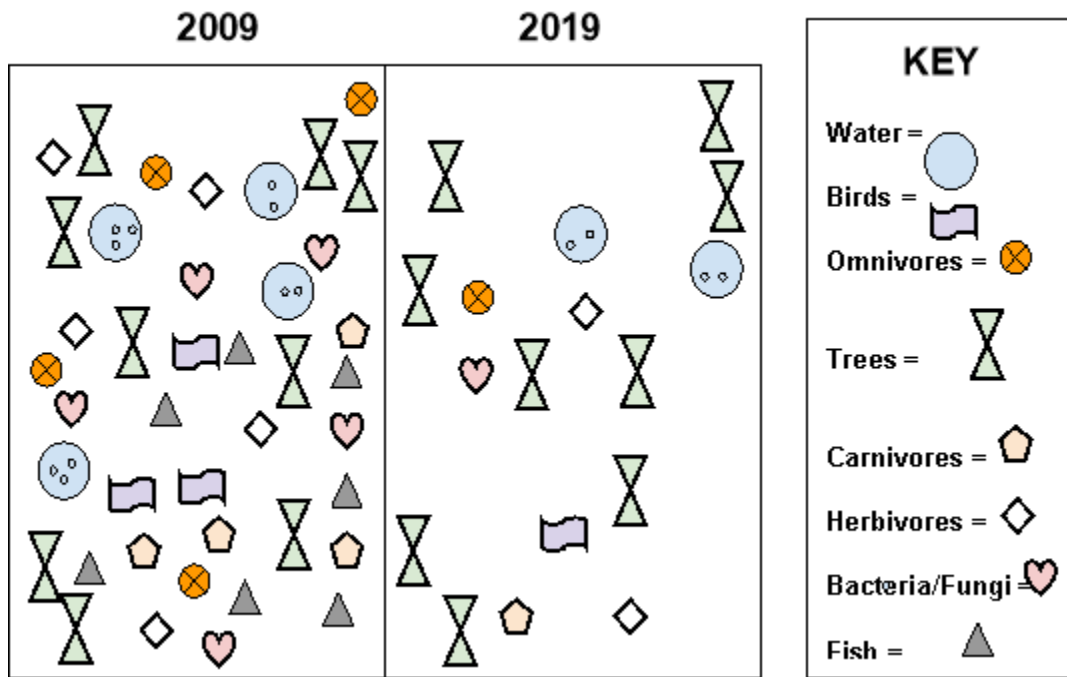 2009
2019
KEY
Water =
Birds =
Omnivores =
Trees =
Carnivores =
Herbivores =
Bacteria/Fungi =
Fish =